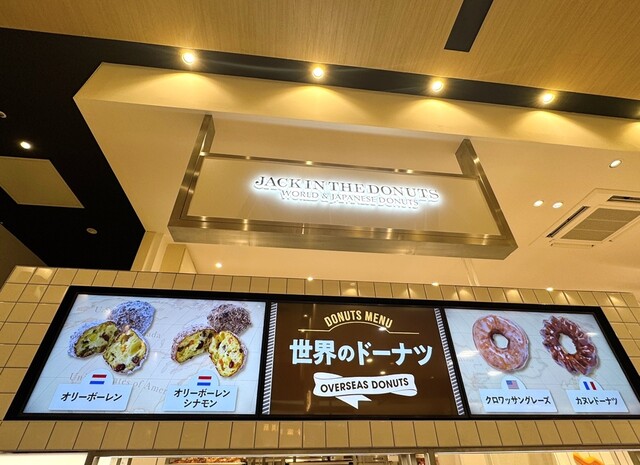 JACK IN THE DONUTS
WORLD & JAPANESE DONUTS
オリーボーレン
オリーボーレン
シナモン
DONUTS MENU
世界のドーナツ
OVERSEAS DONUTS
クロワッサングレーズ
カヌレドーナツ